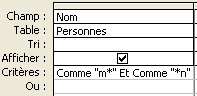 Champ : Nom
Table : Personnes
Tri :
Afficher :
Critères : Comme "m*" Et Comme "*n"
Ou :